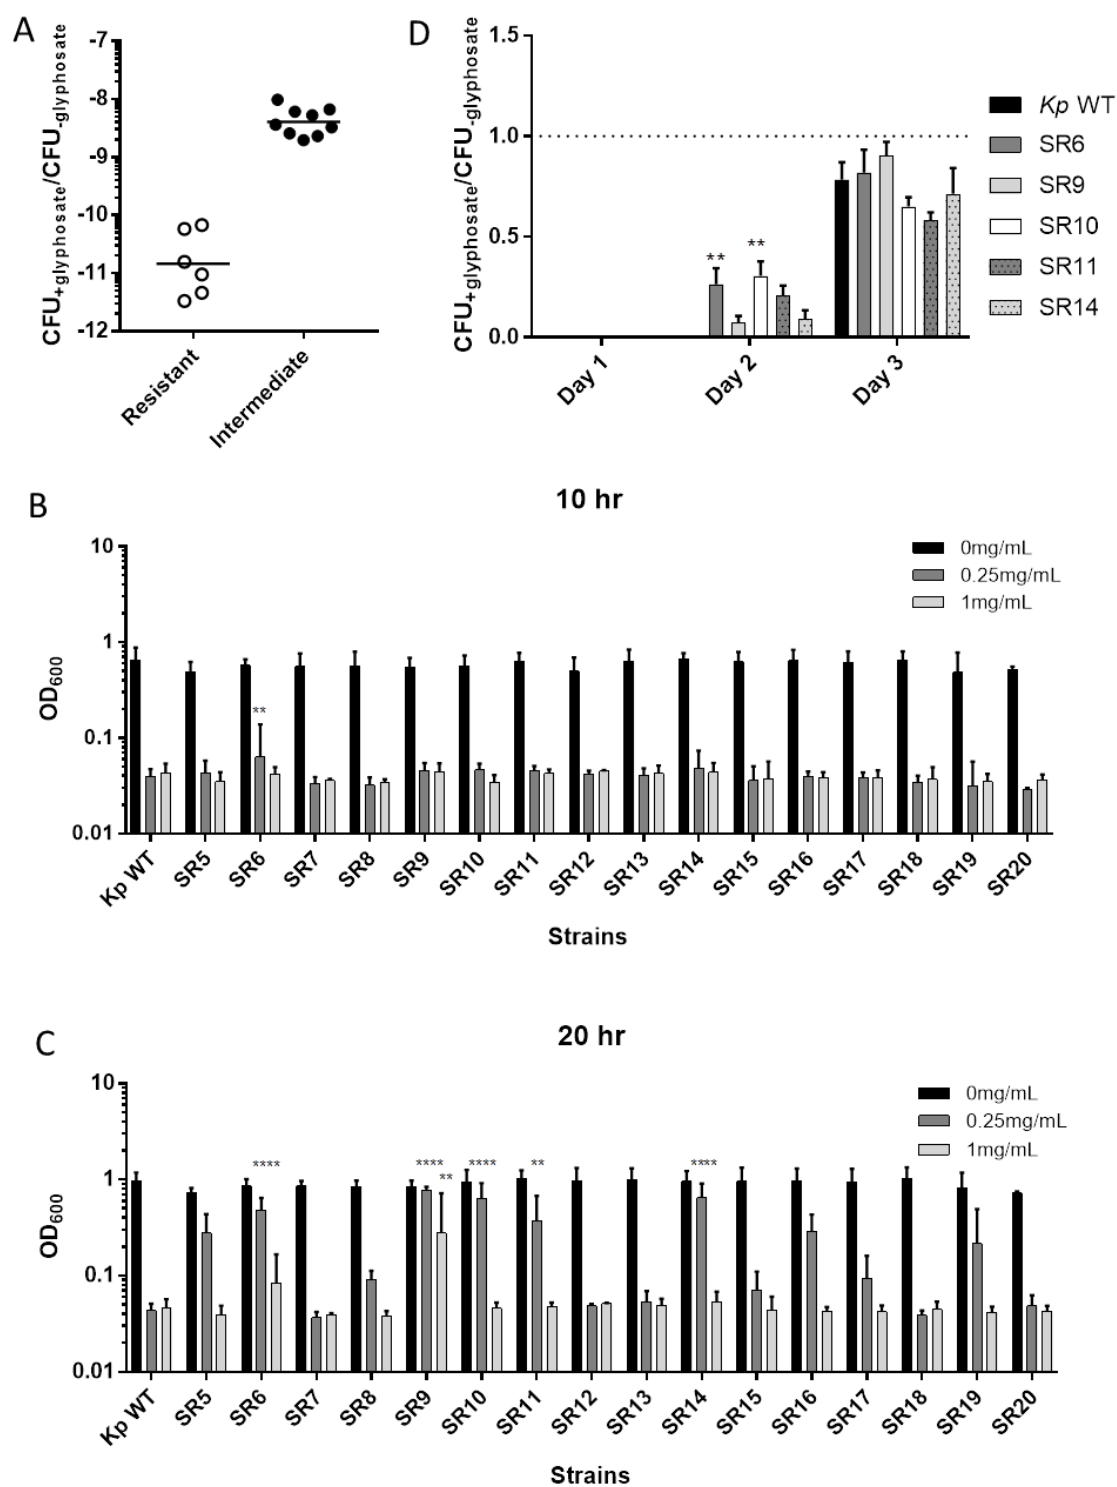 A
CFU+glyphosate/CFU-glyphosate
-7
-8
-9
-10
-11
-12
Resistant
Intermediate
D
CFU+glyphosate/CFU-glyphosate
1.5
1.0
0.5
0.0
**
**
Day 1
Day 2
Day 3
Kp WT
SR6
SR9
SR10
SR11
SR14
B
10 hr
OD600
10
1
0.1
0.01
0mg/mL
0.25mg/mL
1mg/mL
**
Kp WT
SR5
SR6
SR7
SR8
SR9
SR10
SR11
SR12
SR13
SR14
SR15
SR16
SR17
SR18
SR19
SR20
Strains
C
20 hr
OD600
10
1
0.1
0.01
0mg/mL
0.25mg/mL
1mg/mL
****
****
**
****
**
****
Kp WT
SR5
SR6
SR7
SR8
SR9
SR10
SR11
SR12
SR13
SR14
SR15
SR16
SR17
SR18
SR19
SR20
Strains